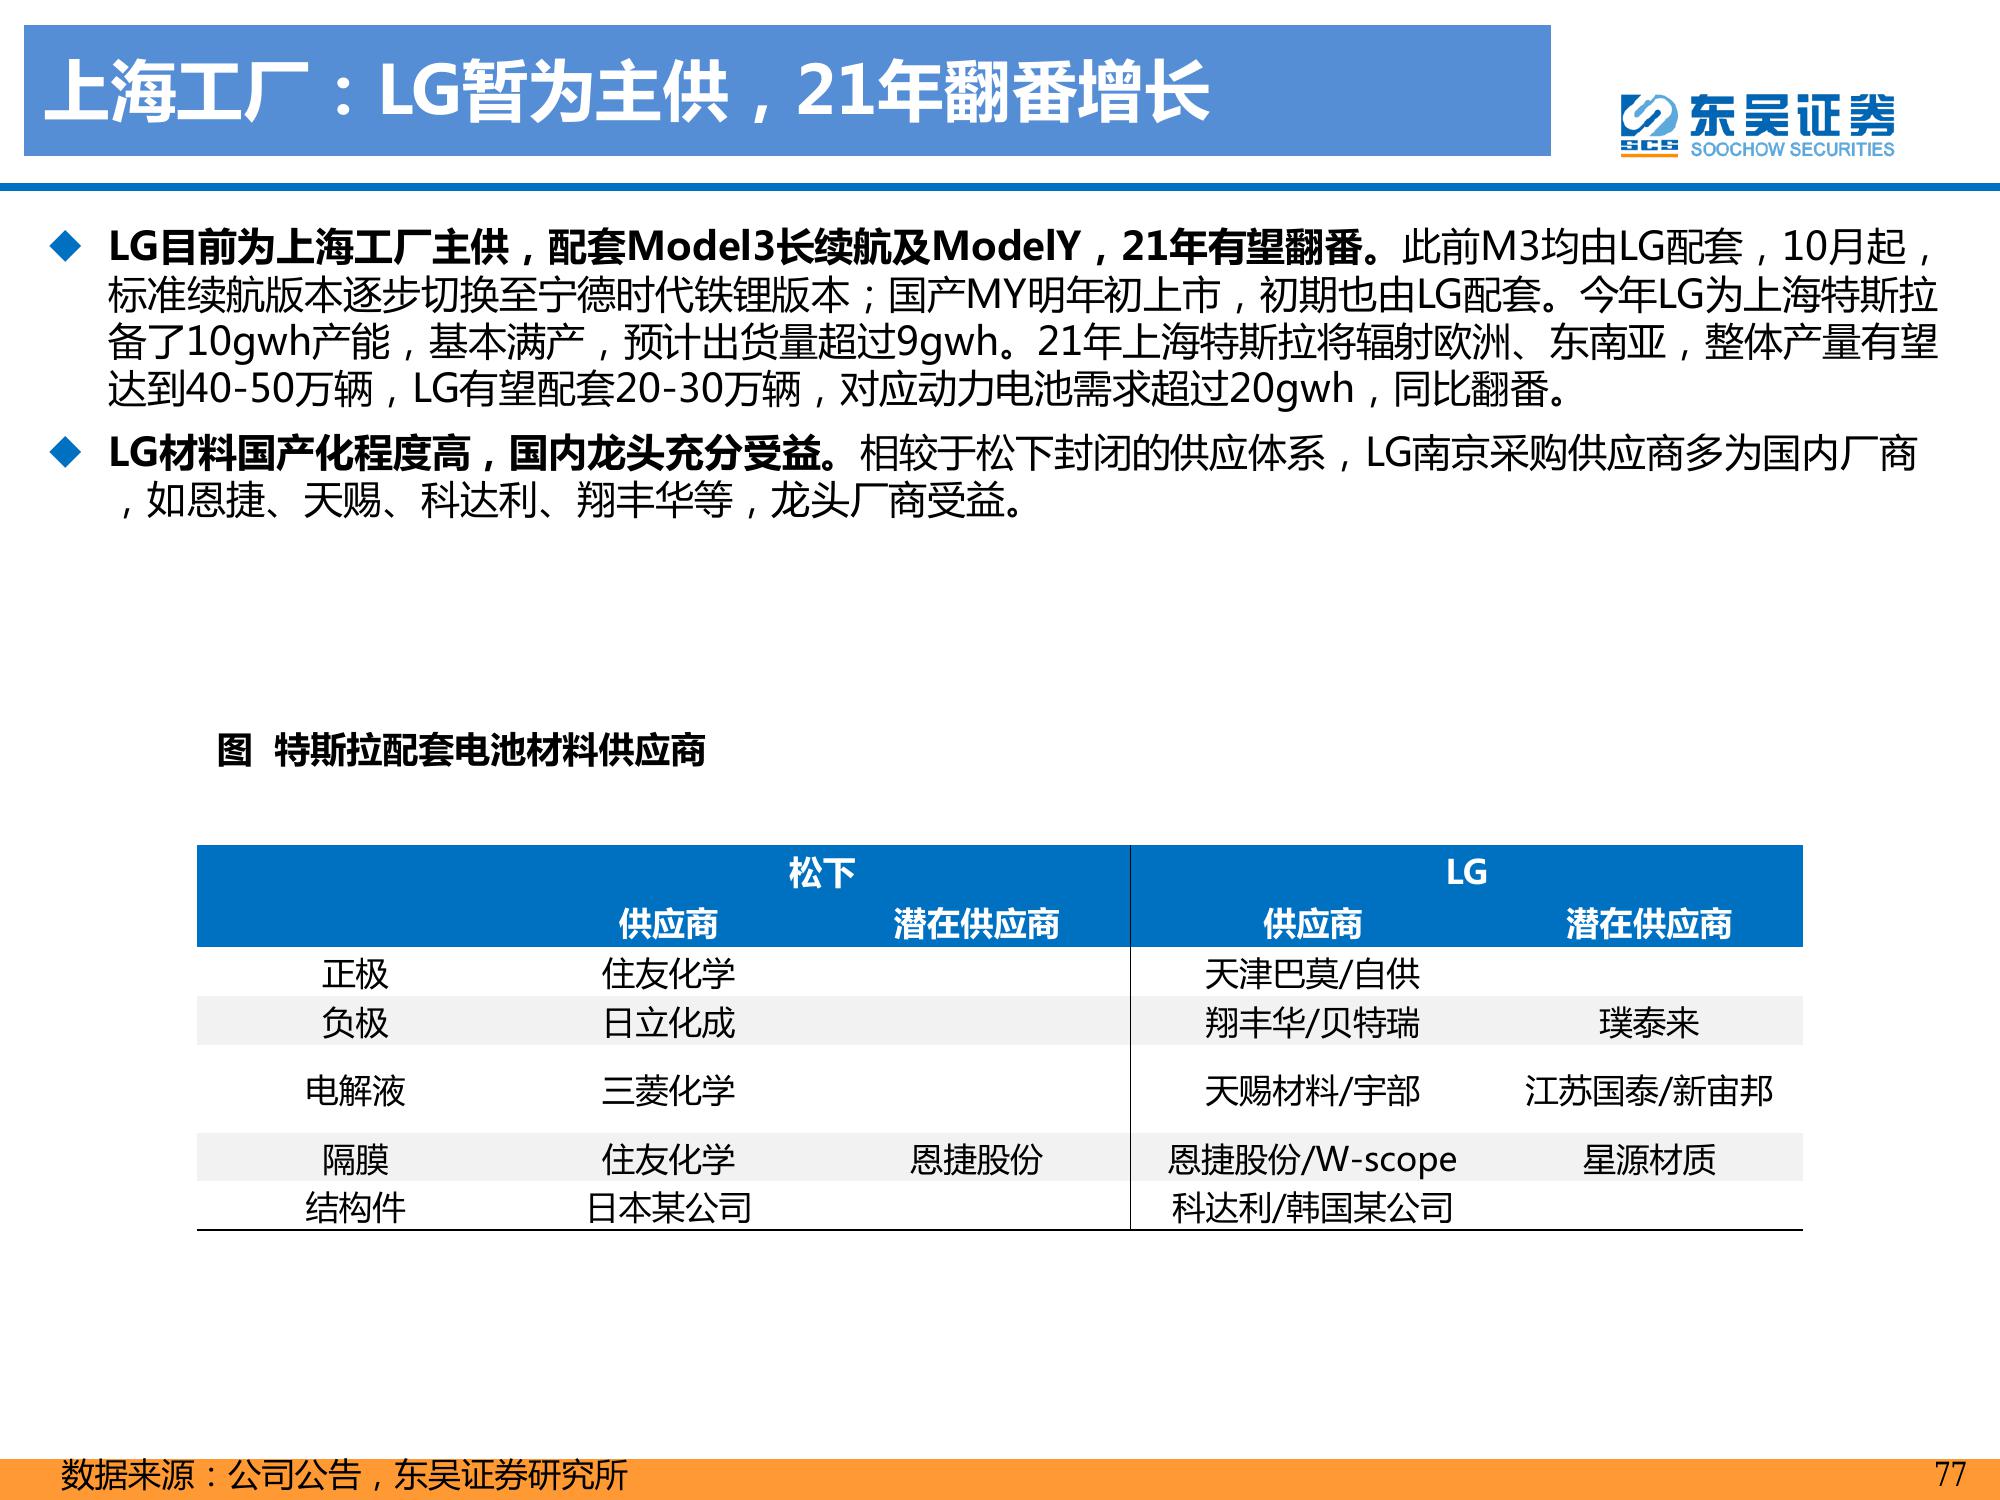 上海工厂：LG暂为主供，21年翻番增长
SCS
东吴证券
SOOCHOW SECURITIES
LG目前为上海工厂主供，配套Model3长续航及ModelY，21年有望翻番。此前M3均由LG配套，10月起，
标准续航版本逐步切换至宁德时代铁锂版本；国产MY明年初上市，初期也由LG配套。今年LG为上海特斯拉
备了10gwh产能，基本满产，预计出货量超过9gwh。21年上海特斯拉将辐射欧洲、东南亚，整体产量有望
达到40-50万辆，LG有望配套20-30万辆，对应动力电池需求超过20gwh，同比翻番。
LG材料国产化程度高，国内龙头充分受益。相较于松下封闭的供应体系，LG南京采购供应商多为国内厂商
，如恩捷、天赐、科达利、翔丰华等，龙头厂商受益。
图 特斯拉配套电池材料供应商
松下 LG
供应商 潜在供应商 供应商 潜在供应商
正极 住友化学 天津巴莫/自供
负极 日立化成 翔丰华/贝特瑞 璞泰来
电解液 三菱化学 天赐材料/宇部 江苏国泰/新宙邦
隔膜 住友化学 恩捷股份 恩捷股份/W-scope 星源材质
结构件 日本某公司 科达利/韩国某公司
数据来源：公司公告，东吴证券研究所
77